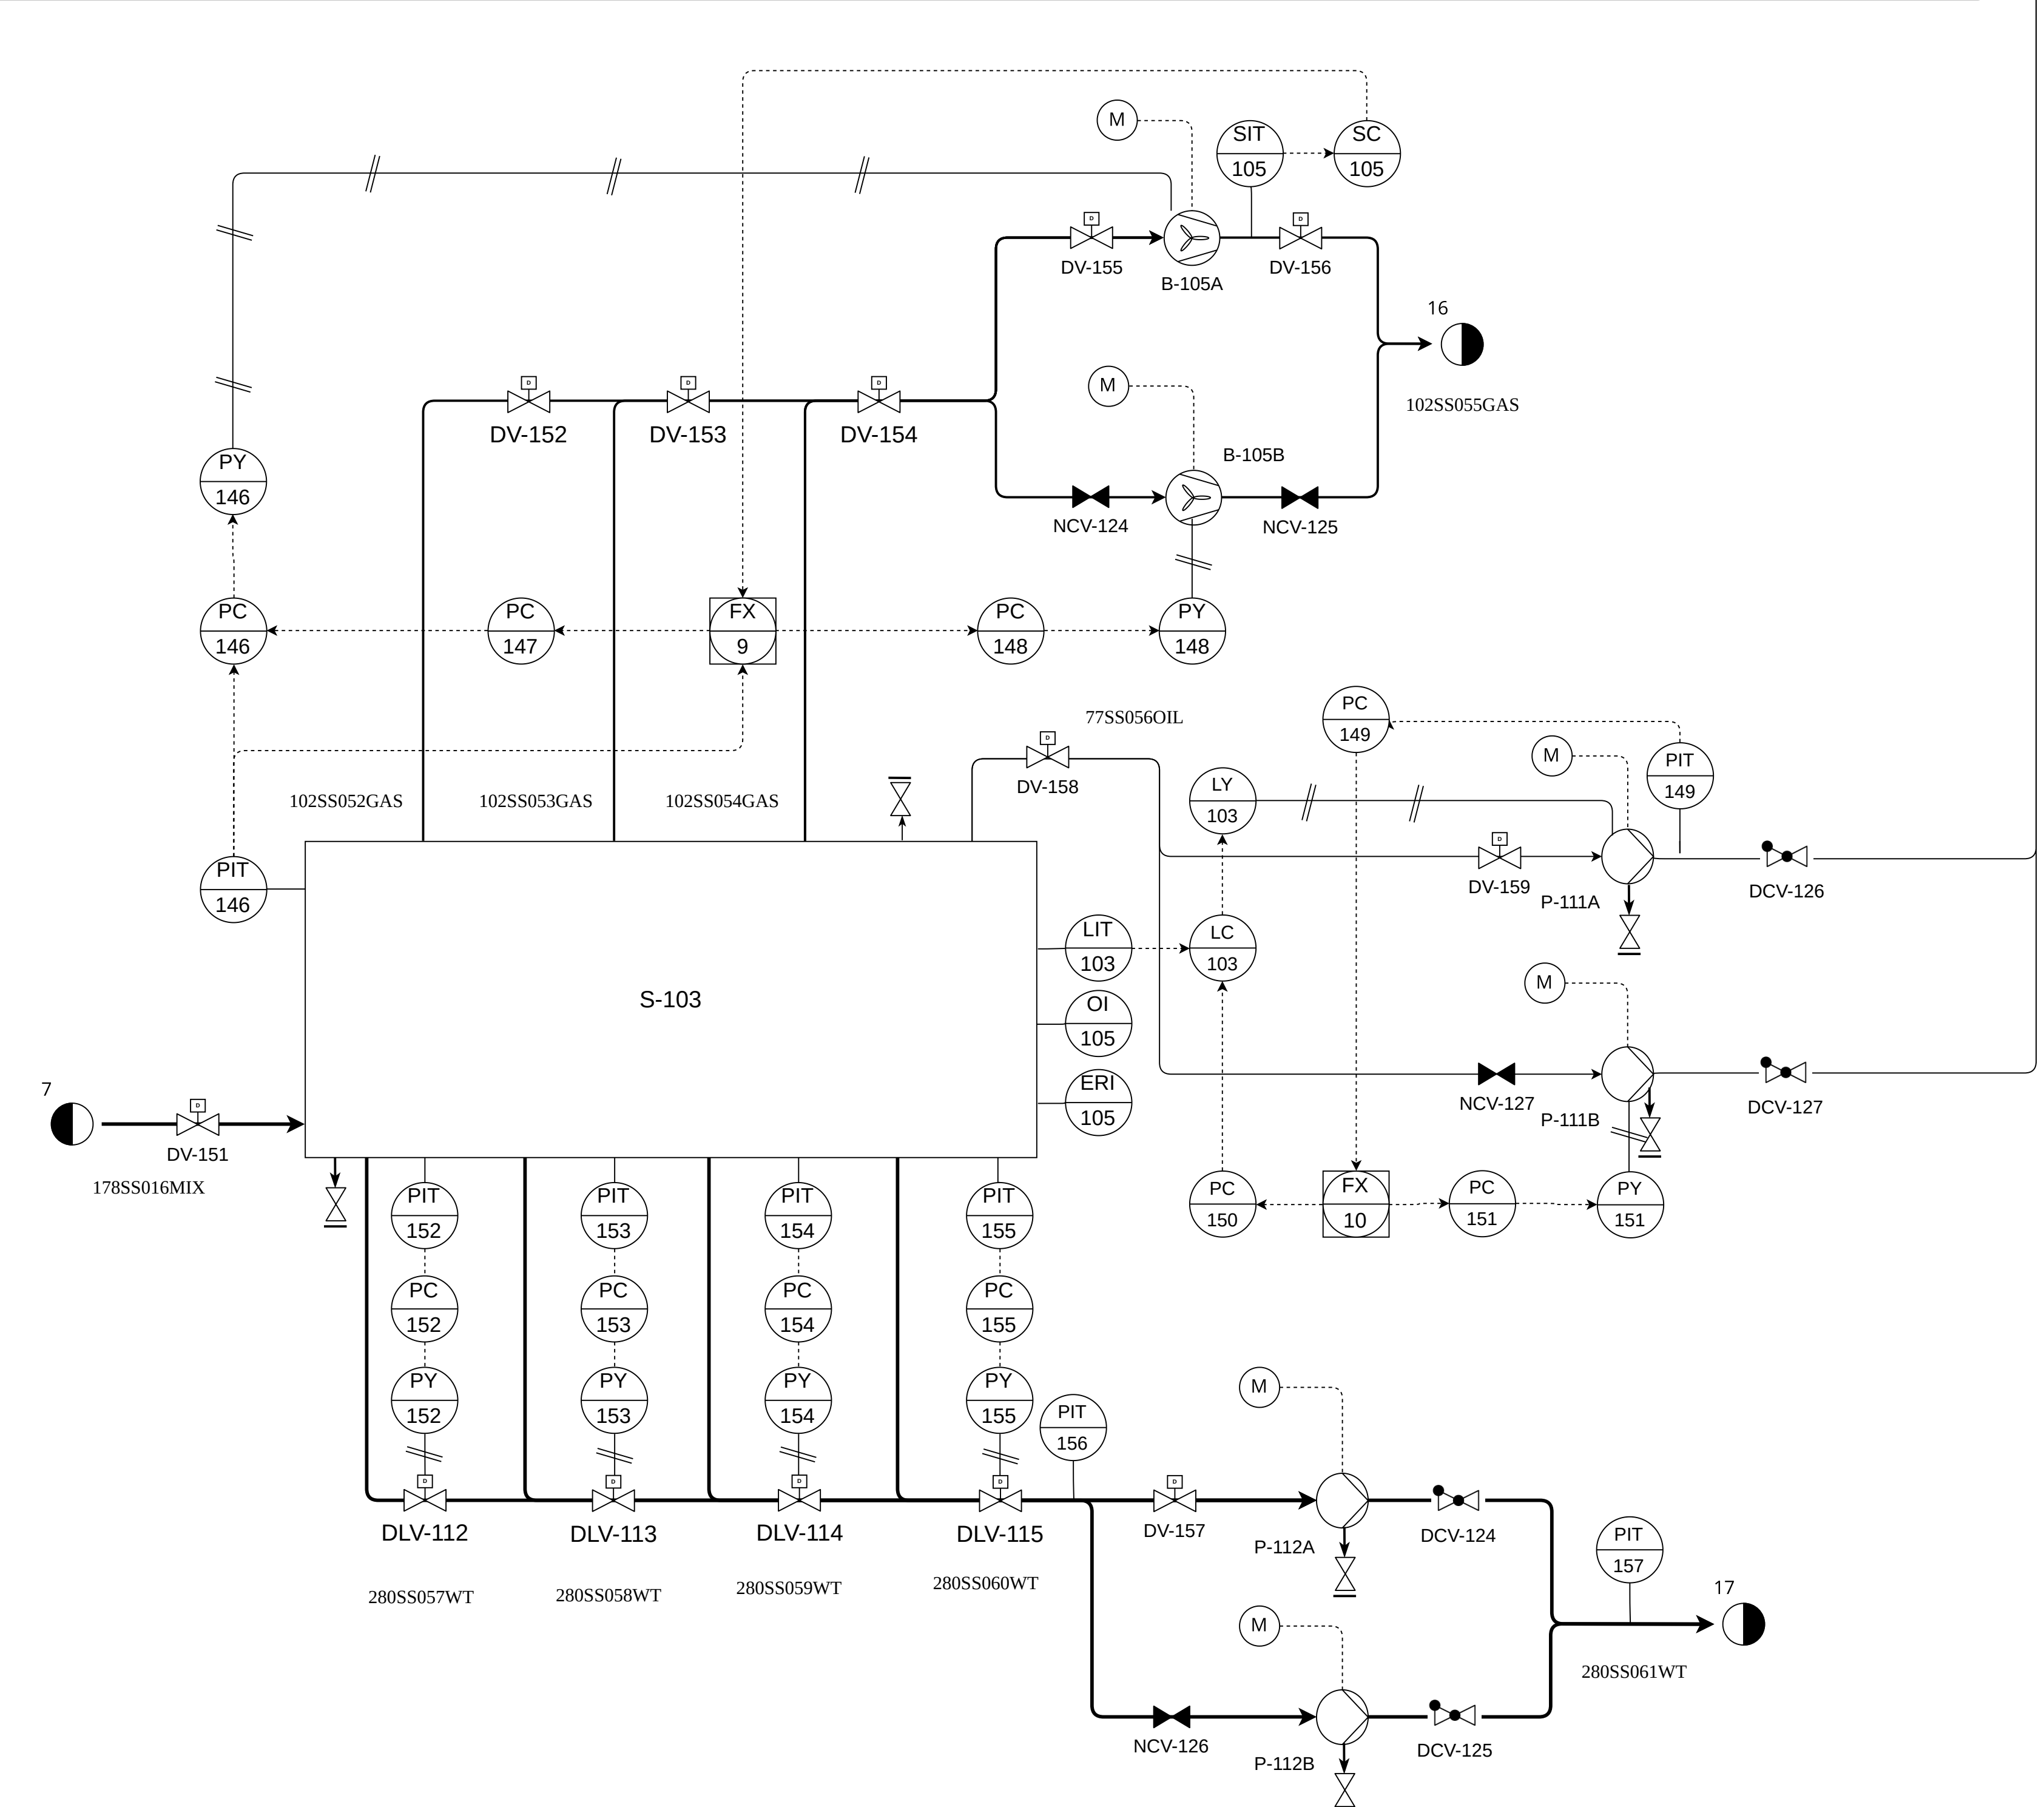 M
SIT
105
SC
105
D
DV-155
B-105A
D
DV-156
16
102SS055GAS
M
B-105B
D
DV-152
D
DV-153
D
DV-154
NCV-124
NCV-125
PY
146
PC
146
PC
147
FX
9
PC
148
PY
148
77SS056OIL
D
DV-158
PC
149
M
PIT
149
LY
103
102SS052GAS
102SS053GAS
102SS054GAS
D
DV-159
P-111A
DCV-126
PIT
146
LIT
103
LC
103
S-103
OI
105
ERI
105
M
NCV-127
P-111B
DCV-127
7
D
DV-151
178SS016MIX
PIT
152
PIT
153
PIT
154
PIT
155
PC
150
FX
10
PC
151
PY
151
PC
152
PC
153
PC
154
PC
155
PY
152
PY
153
PY
154
PY
155
PIT
156
M
D
DLV-112
D
DLV-113
D
DLV-114
D
DLV-115
D
DV-157
P-112A
DCV-124
PIT
157
17
280SS057WT
280SS058WT
280SS059WT
280SS060WT
M
280SS061WT
NCV-126
P-112B
DCV-125